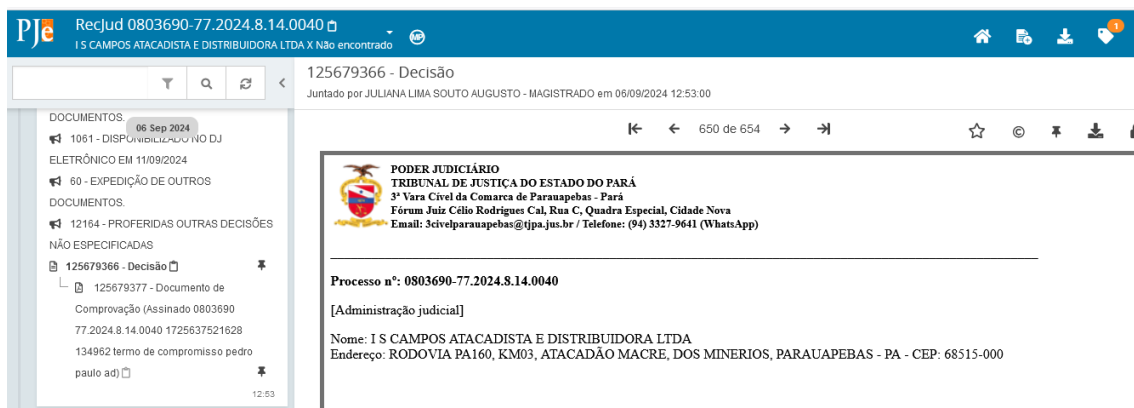 PJe
RecJud 0803690-77.2024.8.14.0040
I S CAMPOS ATACADISTA E DISTRIBUIDORA LTDA X Não encontrado
MP
1
125679366 - Decisão
Juntado por JULIANA LIMA SOUTO AUGUSTO - MAGISTRADO em 06/09/2024 12:53:00
650 de 654
DOCUMENTOS.
06 Sep 2024
1061 - DISPONIBILIZADO NO DJ
ELETRÔNICO EM 11/09/2024
60 - EXPEDIÇÃO DE OUTROS
DOCUMENTOS.
12164 - PROFERIDAS OUTRAS DECISÕES
NÃO ESPECIFICADAS
125679366 - Decisão
125679377 - Documento de
Comprovação (Assinado 0803690
77.2024.8.14.0040 1725637521628
134962 termo de compromisso pedro
paulo ad)
12:53
PODER JUDICIÁRIO
TRIBUNAL DE JUSTIÇA DO ESTADO DO PARÁ
3ª Vara Cível da Comarca de Parauapebas - Pará
Fórum Juiz Célio Rodrigues Cal, Rua C, Quadra Especial, Cidade Nova
Email: 3civelparauapebas@tjpa.jus.br / Telefone: (94) 3327-9641 (WhatsApp)
Processo nº: 0803690-77.2024.8.14.0040
[Administração judicial]
Nome: I S CAMPOS ATACADISTA E DISTRIBUIDORA LTDA
Endereço: RODOVIA PA160, KM03, ATACADÃO MACRE, DOS MINERIOS, PARAUAPEBAS - PA - CEP: 68515-000